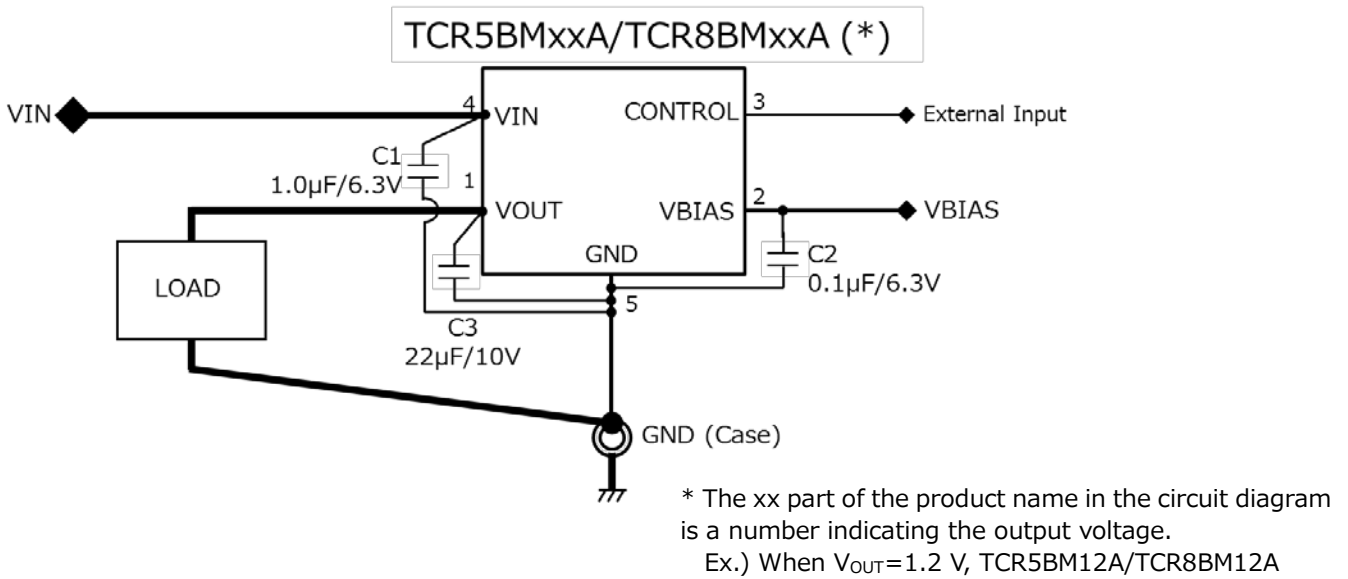 TCR5BMxxA/TCR8BMxxA (*)
VIN
4
VIN
CONTROL
3
External Input
C1
1.0µF/6.3V
1
VOUT
VBIAS
2
VBIAS
GND
C2
0.1µF/6.3V
LOAD
5
C3
22µF/10V
GND (Case)
* The xx part of the product name in the circuit diagram
is a number indicating the output voltage.
Ex.) When VOUT=1.2 V, TCR5BM12A/TCR8BM12A